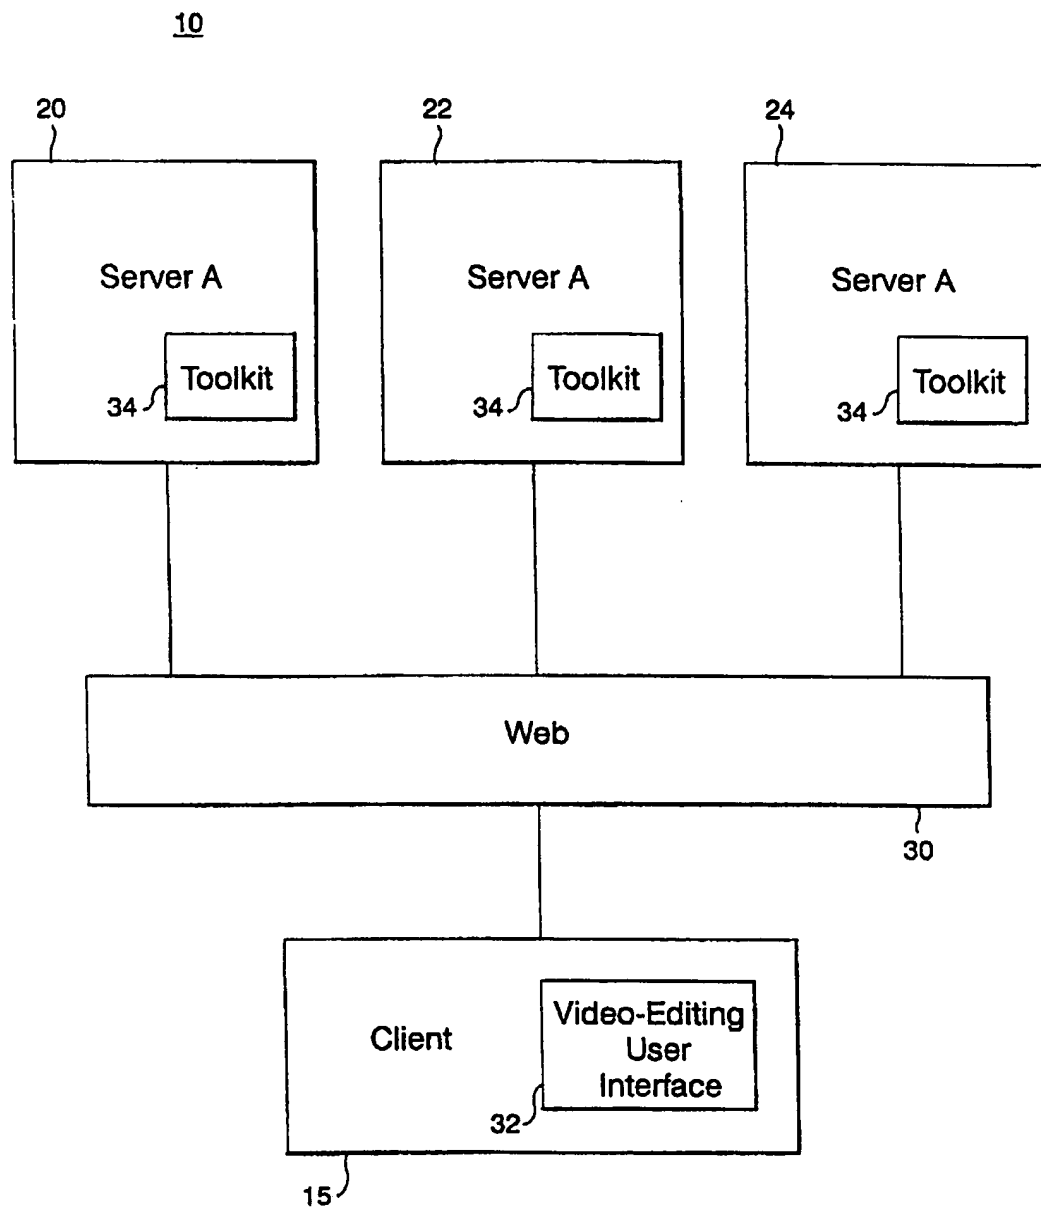 10
20
22
24
Server A
Server A
Server A
Toolkit
Toolkit
Toolkit
34
34
34
Web
30
Client
Video-Editing
User
Interface
32
15